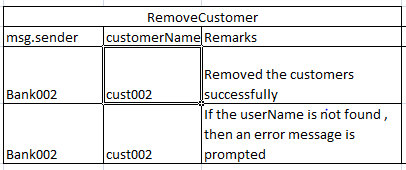 RemoveCustomer
msg.sender customerName Remarks
Removed the customers
Bank002 cust002 successfully
If the userName is not found ,
then an error message is
Bank002 cust002 prompted